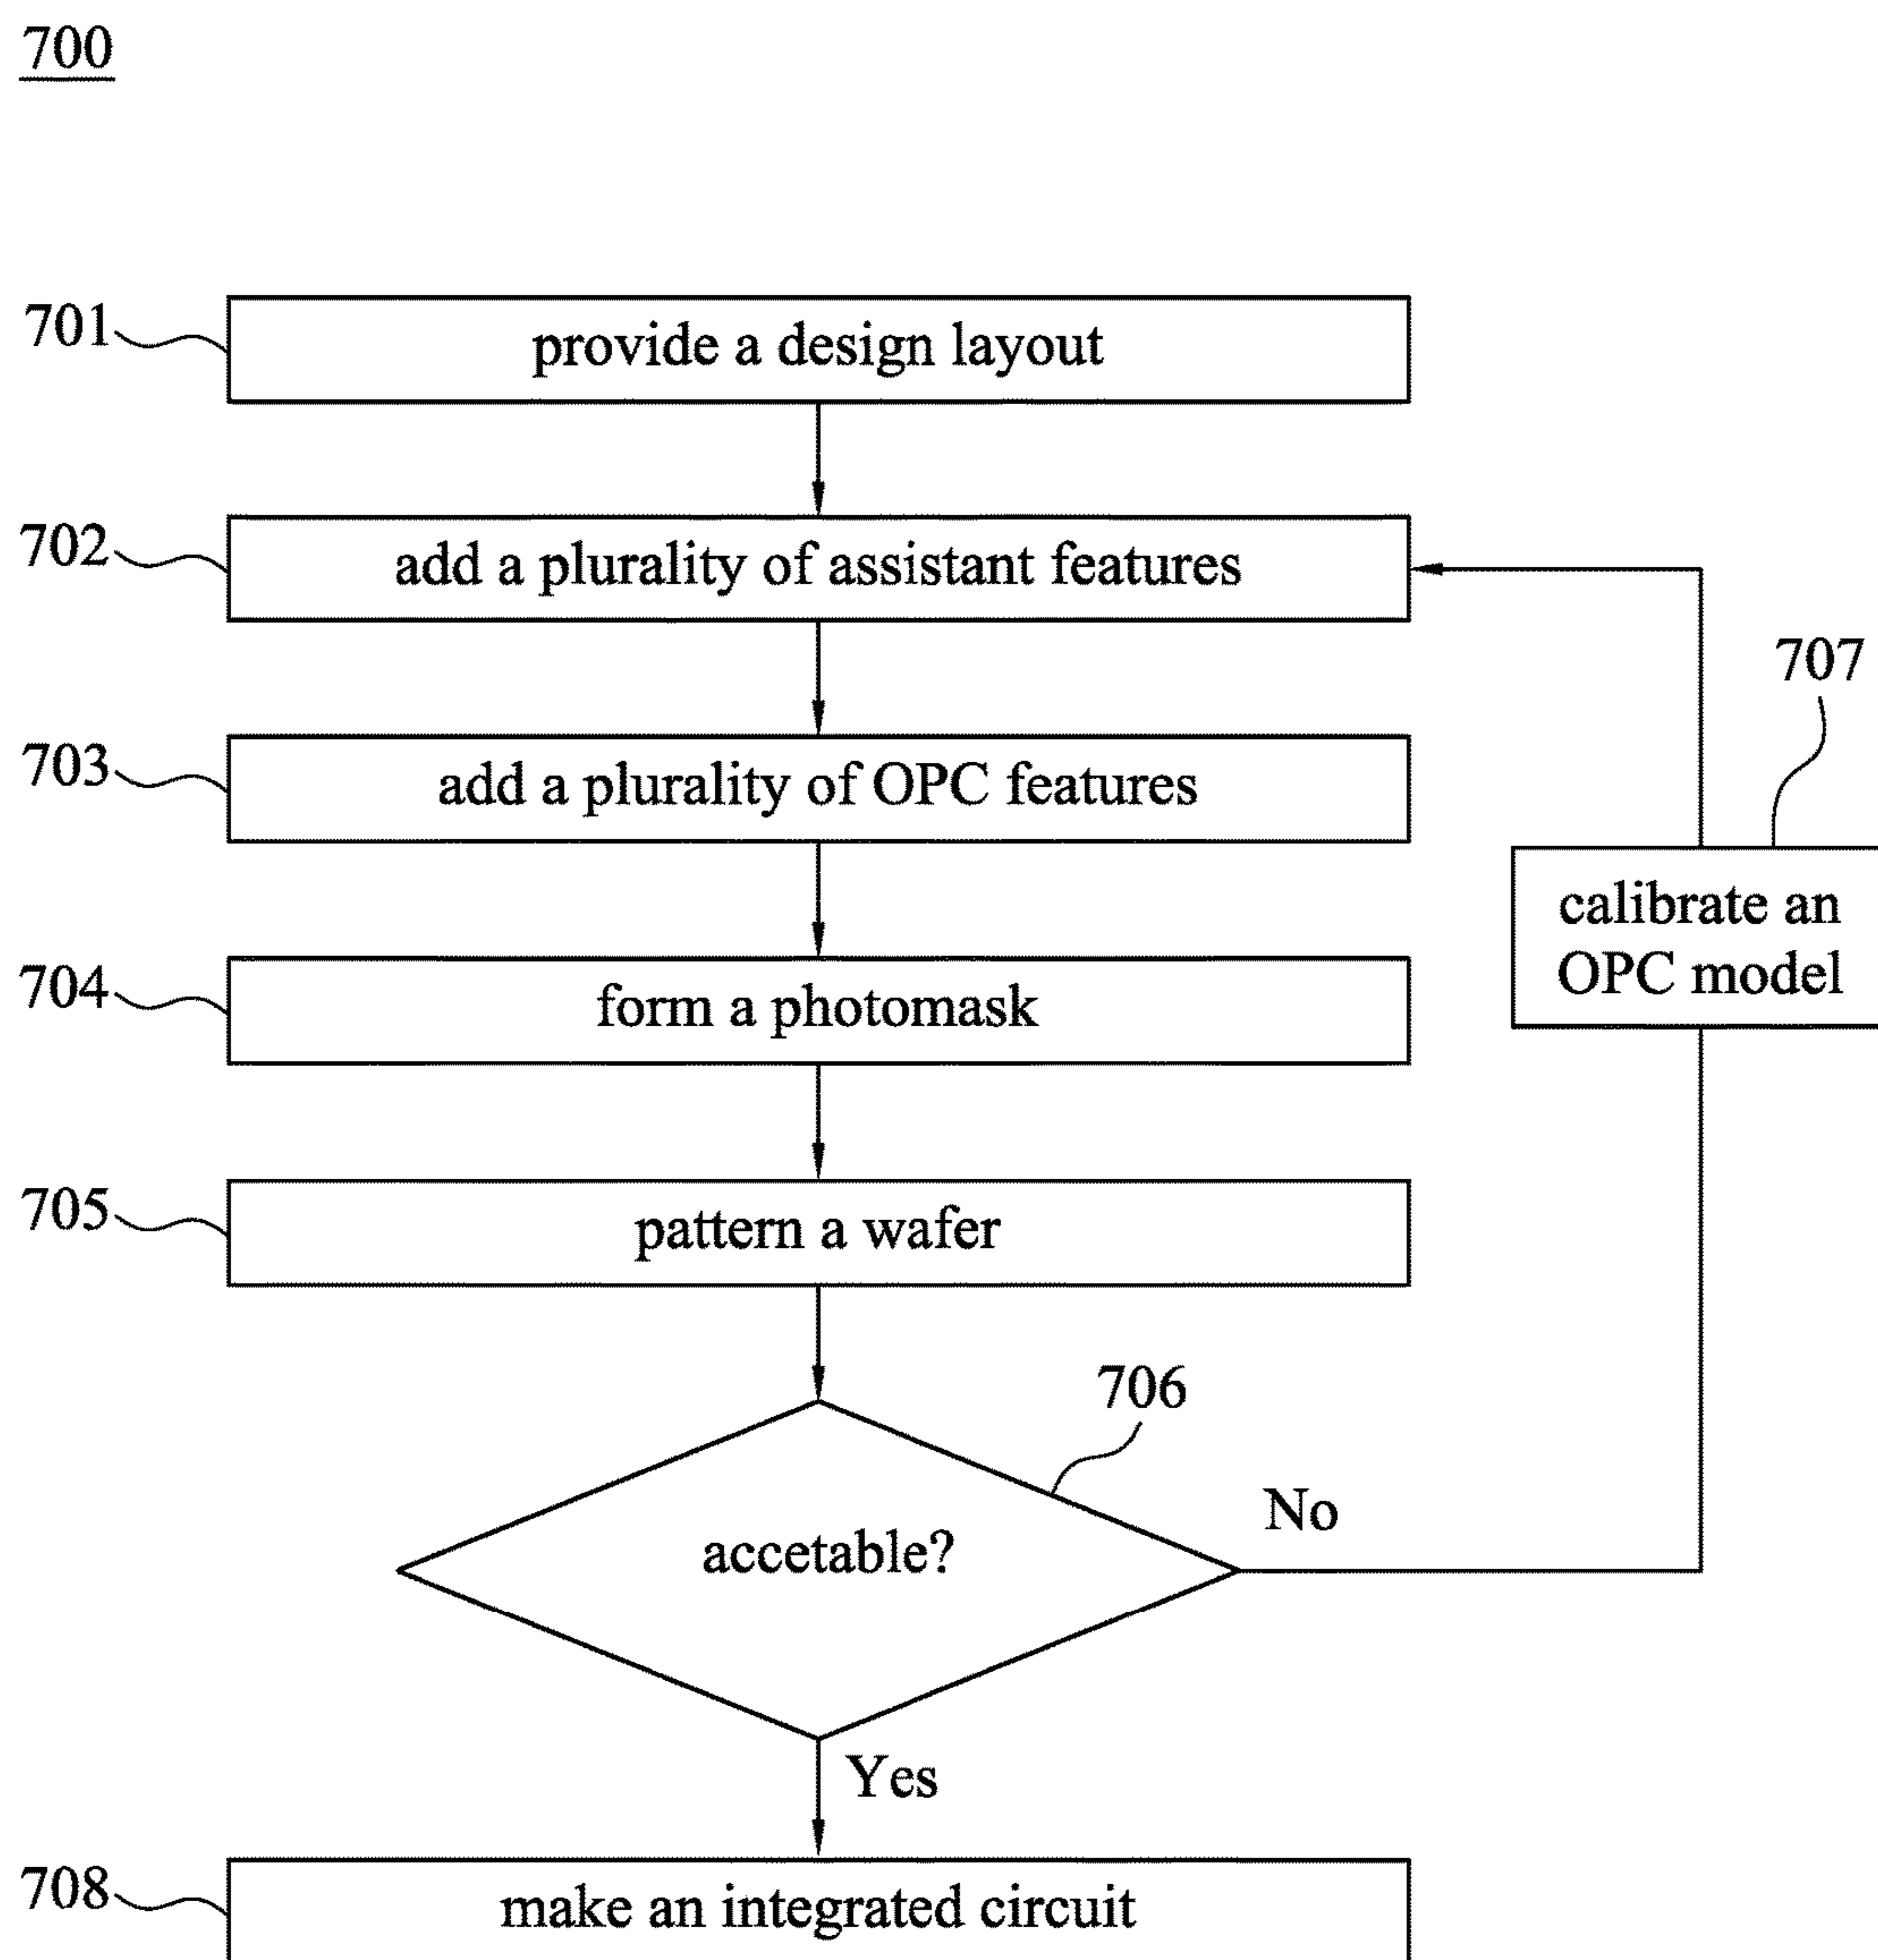 700
701
provide a design layout
702
add a plurality of assistant features
703
add a plurality of OPC features
707
calibrate an
OPC model
704
form a photomask
705
pattern a wafer
706
accetable?
No
Yes
708
make an integrated circuit